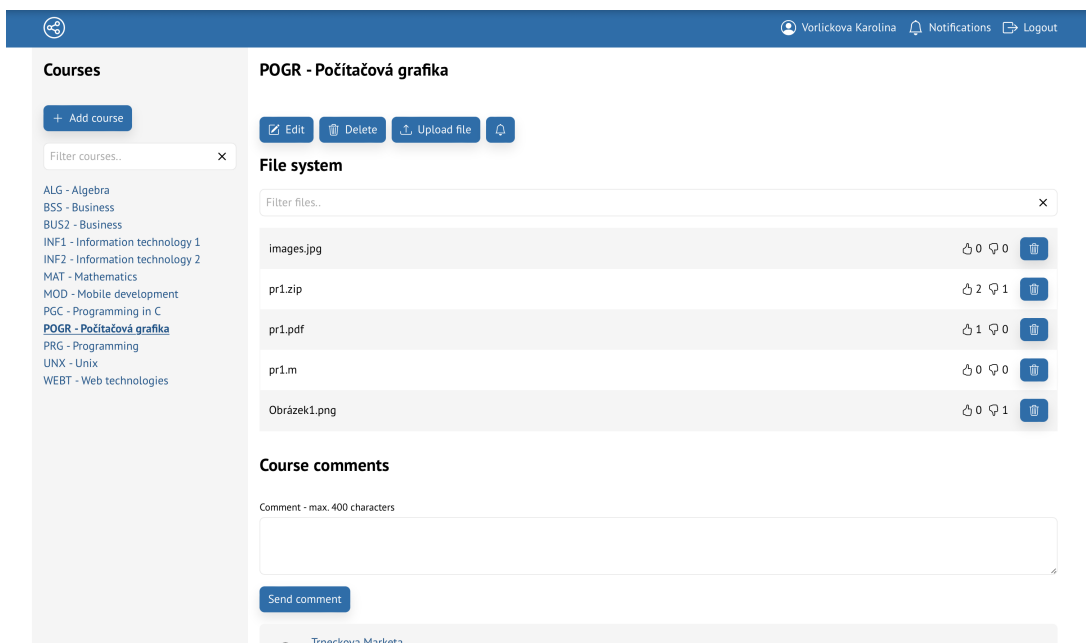 Vorlickova Karolina Notifications Logout
Courses
+ Add course
Filter courses..
ALG - Algebra
BSS - Business
BUS2 - Business
INF1 - Information technology 1
INF2 - Information technology 2
MAT - Mathematics
MOD - Mobile development
PGC - Programming in C
POGR - Počítačová grafika
PRG - Programming
UNX - Unix
WEBT - Web technologies
POGR - Počítačová grafika
Edit Delete Upload file
File system
Filter files..
images.jpg 0 0
pr1.zip 2 1
pr1.pdf 1 0
pr1.m 0 0
Obrázek1.png 0 1
Course comments
Comment - max. 400 characters
Send comment
Trpeckova Marketa